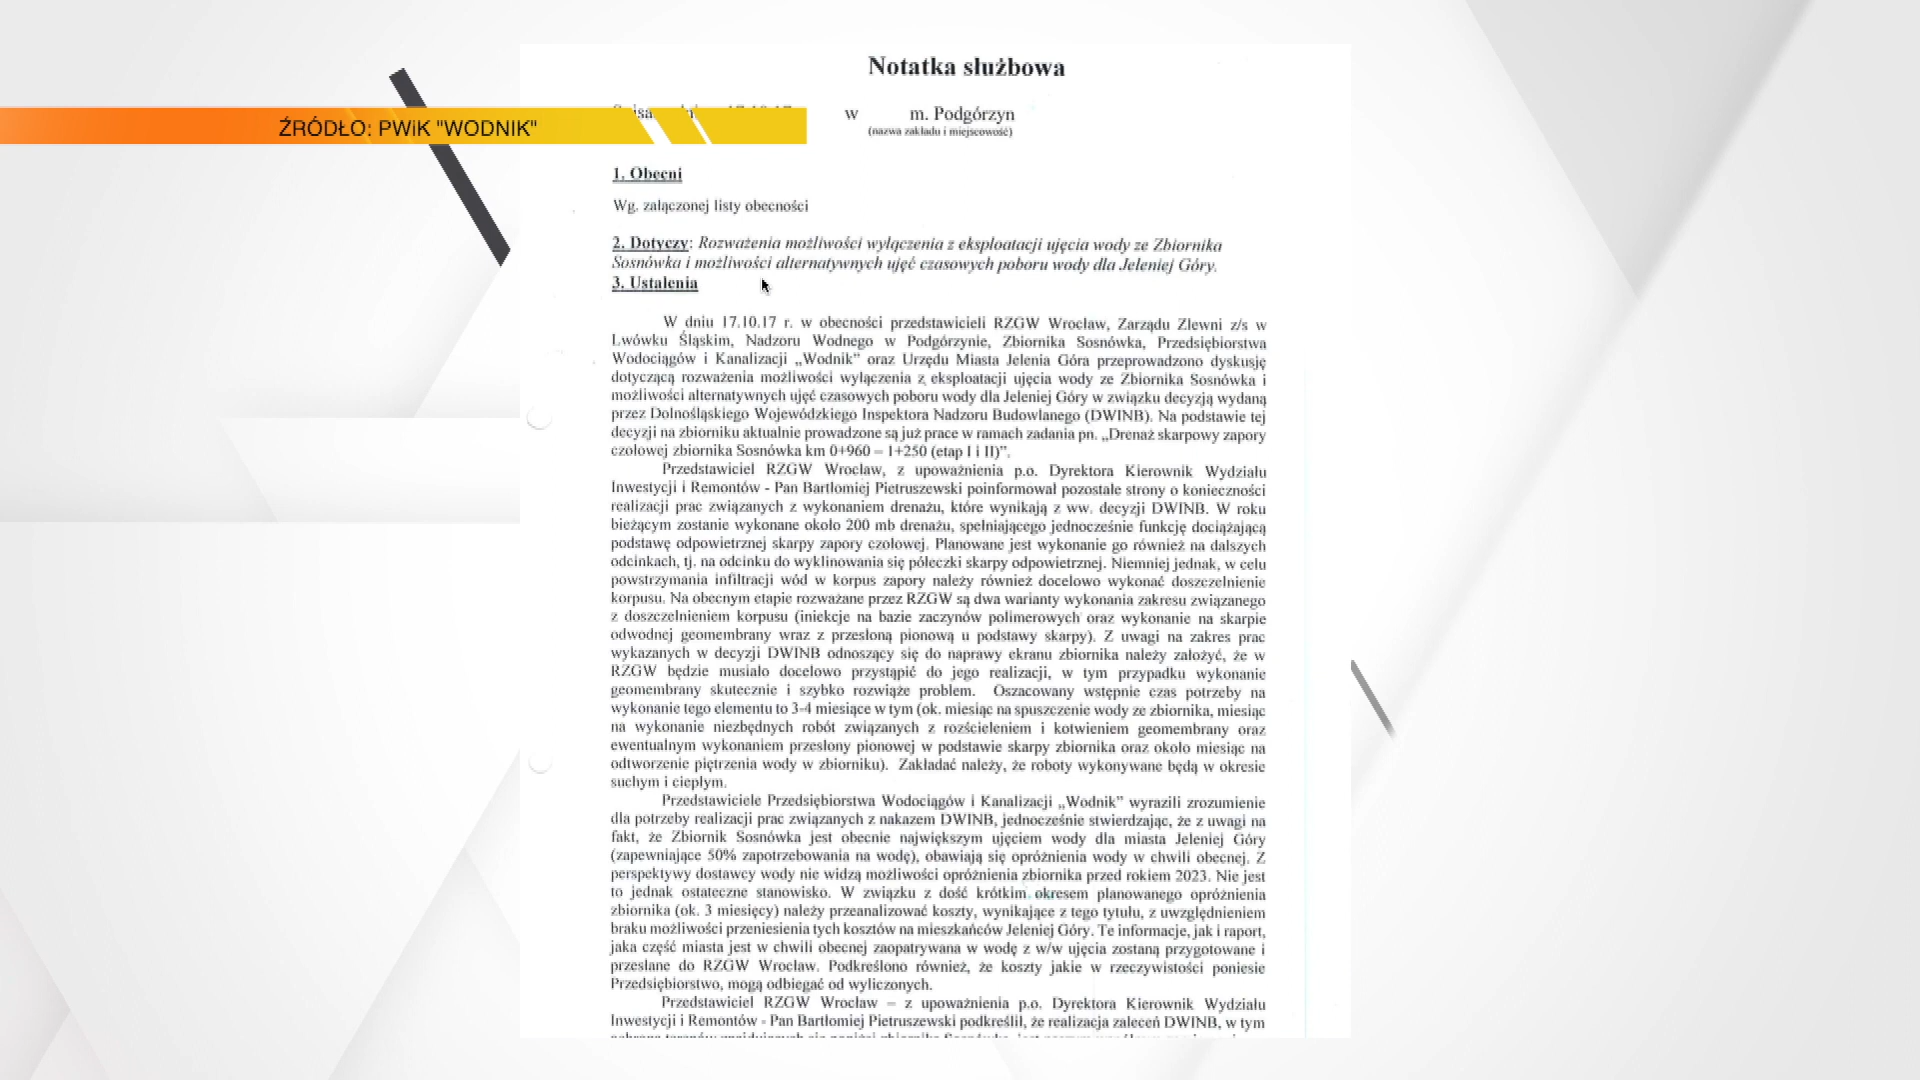 Notatka służbowa
w m. Podgórzyn
(nazwa zakładu i miejscowość)
ŹRÓDŁO: PWiK "WODNIK"
1. Obecni
Wg. załączonej listy obecności
2. Dotyczy: Rozważenia możliwości wyłączenia z eksploatacji ujęcia wody ze Zbiornika
Sosnówka i możliwości alternatywnych ujęć czasowych poboru wody dla Jeleniej Góry.
3. Ustalenia
W dniu 17.10.17 r. w obecności przedstawicieli RZGW Wrocław, Zarządu Zlewni z/s w
Lwówku Śląskim, Nadzoru Wodnego w Podgórzynie, Zbiornika Sosnówka, Przedsiębiorstwa
Wodociągów i Kanalizacji „Wodnik” oraz Urzędu Miasta Jelenia Góra przeprowadzono dyskusję
dotyczącą rozważenia możliwości wyłączenia z eksploatacji ujęcia wody ze Zbiornika Sosnówka i
możliwości alternatywnych ujęć czasowych poboru wody dla Jeleniej Góry w związku decyzją wydaną
przez Dolnośląskiego Wojewódzkiego Inspektora Nadzoru Budowlanego (DWINB). Na podstawie tej
decyzji na zbiorniku aktualnie prowadzone są już prace w ramach zadania pn. „Drenaż skarpowy zapory
czołowej zbiornika Sosnówka km 0+960 – 1+250 (etap I i II)”.
Przedstawiciel RZGW Wrocław, z upoważnienia p.o. Dyrektora Kierownik Wydziału
Inwestycji i Remontów - Pan Bartłomiej Pietruszewski poinformował pozostałe strony o konieczności
realizacji prac związanych z wykonaniem drenażu, które wynikają z ww. decyzji DWINB. W roku
bieżącym zostanie wykonane około 200 mb drenażu, spełniającego jednocześnie funkcję dociążającą
podstawę odpowietrznej skarpy zapory czołowej. Planowane jest wykonanie go również na dalszych
odcinkach, tj. na odcinku do wyklinowania się półeczki skarpy odpowietrznej. Niemniej jednak, w celu
powstrzymania infiltracji wód w korpus zapory należy również docelowo wykonać doszczelnienie
korpusu. Na obecnym etapie rozważane przez RZGW są dwa warianty wykonania zakresu związanego
z doszczelnieniem korpusu (iniekcje na bazie zaczynów polimerowych oraz wykonanie na skarpie
odwodnej geomembrany wraz z przesłoną pionową u podstawy skarpy). Z uwagi na zakres prac
wykazanych w decyzji DWINB odnoszący się do naprawy ekranu zbiornika należy założyć, że w
RZGW będzie musiało docelowo przystąpić do jego realizacji, w tym przypadku wykonanie
geomembrany skutecznie i szybko rozwiąże problem. Oszacowany wstępnie czas potrzeby na
wykonanie tego elementu to 3-4 miesiące w tym (ok. miesiąc na spuszczenie wody ze zbiornika, miesiąc
na wykonanie niezbędnych robót związanych z rozścieleniem i kotwieniem geomembrany oraz
ewentualnym wykonaniem przesłony pionowej w podstawie skarpy zbiornika oraz około miesiąc na
odtworzenie piętrzenia wody w zbiorniku). Zakładać należy, że roboty wykonywane będą w okresie
suchym i ciepłym.
Przedstawiciele Przedsiębiorstwa Wodociągów i Kanalizacji „Wodnik” wyrazili zrozumienie
dla potrzeby realizacji prac związanych z nakazem DWINB, jednocześnie stwierdzając, że z uwagi na
fakt, że Zbiornik Sosnówka jest obecnie największym ujęciem wody dla miasta Jeleniej Góry
(zapewniające 50% zapotrzebowania na wodę), obawiają się opróżnienia wody w chwili obecnej. Z
perspektywy dostawcy wody nie widzą możliwości opróżnienia zbiornika przed rokiem 2023. Nie jest
to jednak ostateczne stanowisko. W związku z dość krótkim okresem planowanego opróżnienia
zbiornika (ok. 3 miesięcy) należy przeanalizować koszty, wynikające z tego tytułu, z uwzględnieniem
braku możliwości przeniesienia tych kosztów na mieszkańców Jeleniej Góry. Te informacje, jak i raport,
jaka część miasta jest w chwili obecnej zaopatrywana w wodę z w/w ujęcia zostaną przygotowane i
przesłane do RZGW Wrocław. Podkreślono również, że koszty jakie w rzeczywistości poniesie
Przedsiębiorstwo, mogą odbiegać od wyliczonych.
Przedstawiciel RZGW Wrocław – z upoważnienia p.o. Dyrektora Kierownik Wydziału
Inwestycji i Remontów - Pan Bartłomiej Pietruszewski podkreślił, że realizacja zaleceń DWINB, w tym